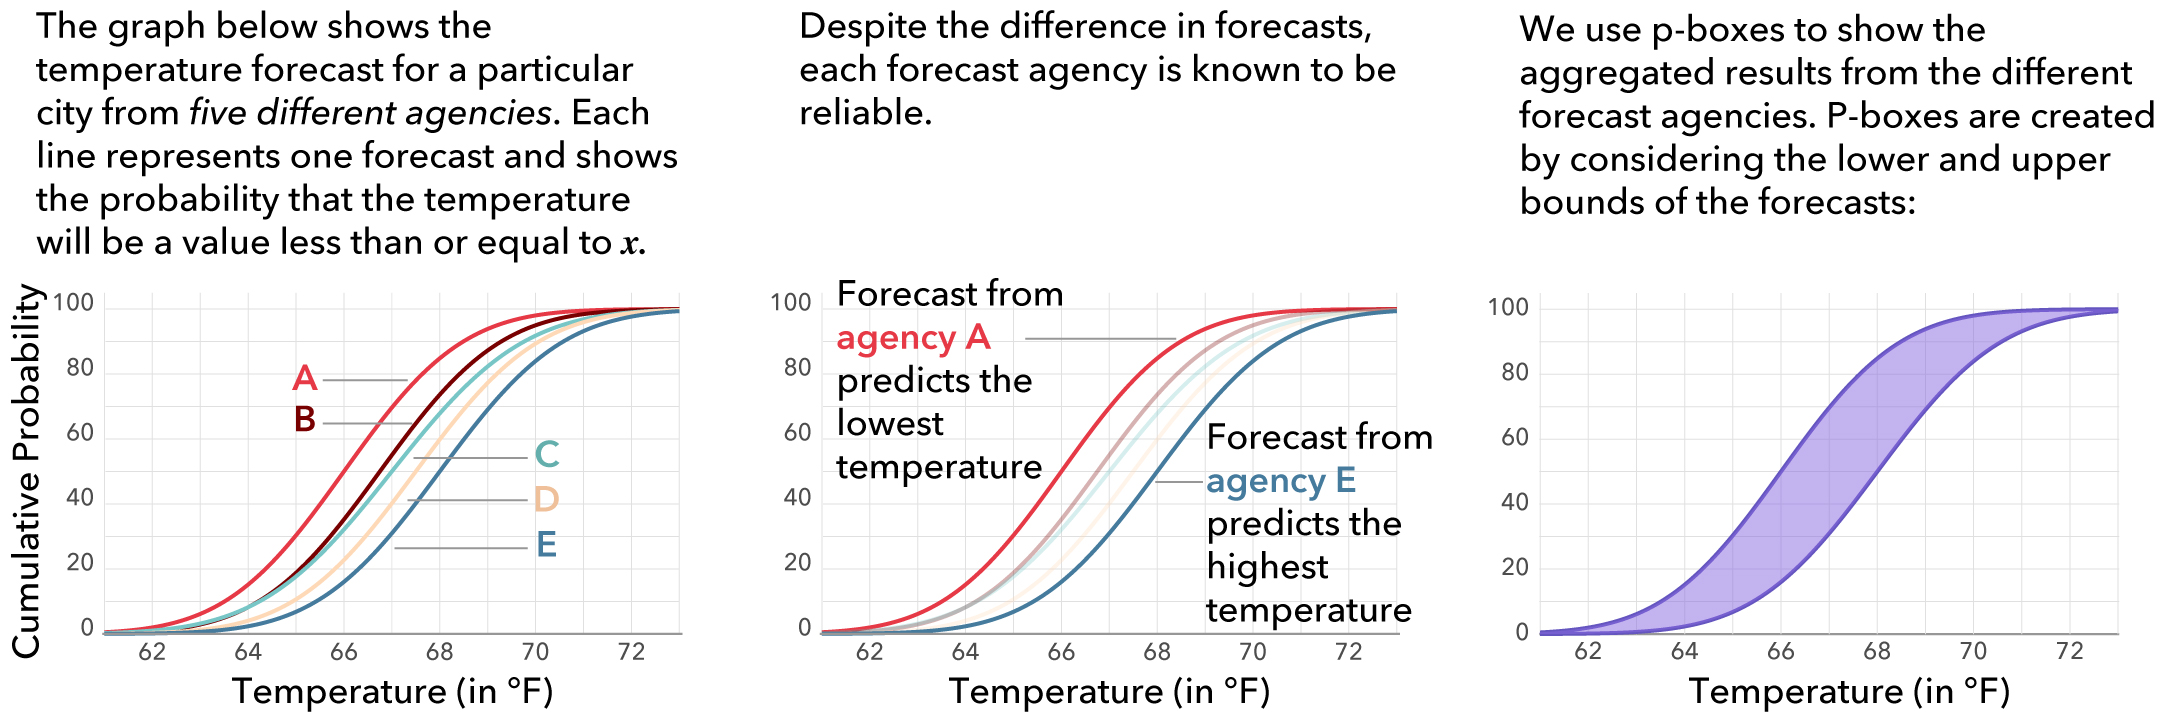 The graph below shows the
temperature forecast for a particular
city from five different agencies. Each
line represents one forecast and shows
the probability that the temperature
will be a value less than or equal to x.
Cumulative Probability
100
80
60
40
20
0
A
B
C
D
E
62 64 66 68 70 72
Temperature (in °F)
Despite the difference in forecasts,
each forecast agency is known to be
reliable.
100
80
60
40
20
0
Forecast from
agency A
predicts the
lowest
temperature
Forecast from
agency E
predicts the
highest
temperature
62 64 66 68 70 72
Temperature (in °F)
We use p-boxes to show the
aggregated results from the different
forecast agencies. P-boxes are created
by considering the lower and upper
bounds of the forecasts:
100
80
60
40
20
0
62 64 66 68 70 72
Temperature (in °F)